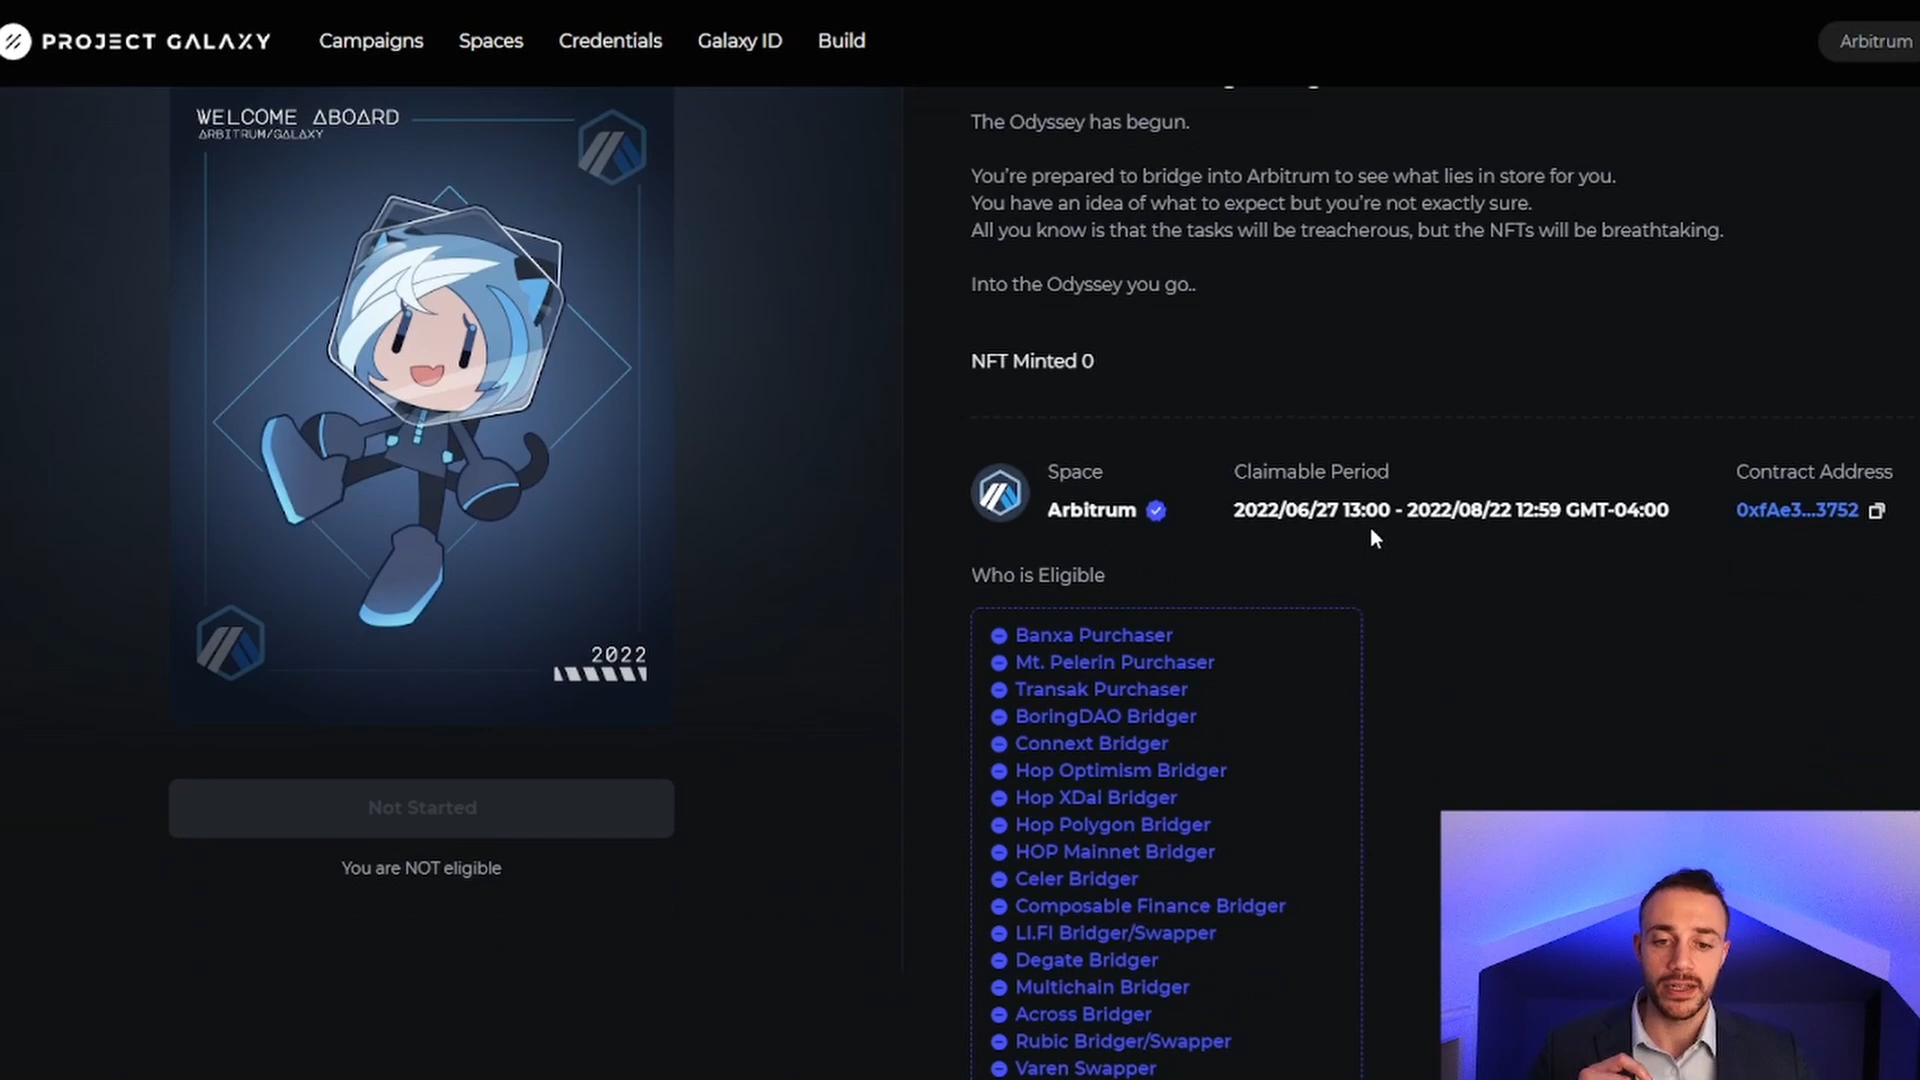 PROJECT GALAXY
Campaigns
Spaces
Credentials
Galaxy ID
Build
Arbitrum
WELCOME ABOARD
ARBITRUM/GALAXY
2022
Not Started
You are NOT eligible
The Odyssey has begun.
You're prepared to bridge into Arbitrum to see what lies in store for you.
You have an idea of what to expect but you're not exactly sure.
All you know is that the tasks will be treacherous, but the NFTs will be breathtaking.
Into the Odyssey you go..
NFT Minted 0
Space
Arbitrum
Claimable Period
2022/06/27 13:00 - 2022/08/22 12:59 GMT-04:00
Contract Address
0xfAe3...3752
Who is Eligible
Banxa Purchaser
Mt. Pelerin Purchaser
Transak Purchaser
BoringDAO Bridger
Connext Bridger
Hop Optimism Bridger
Hop XDai Bridger
Hop Polygon Bridger
HOP Mainnet Bridger
Celer Bridger
Composable Finance Bridger
LI.FI Bridger/Swapper
Degate Bridger
Multichain Bridger
Across Bridger
Rubic Bridger/Swapper
Varen Swapper